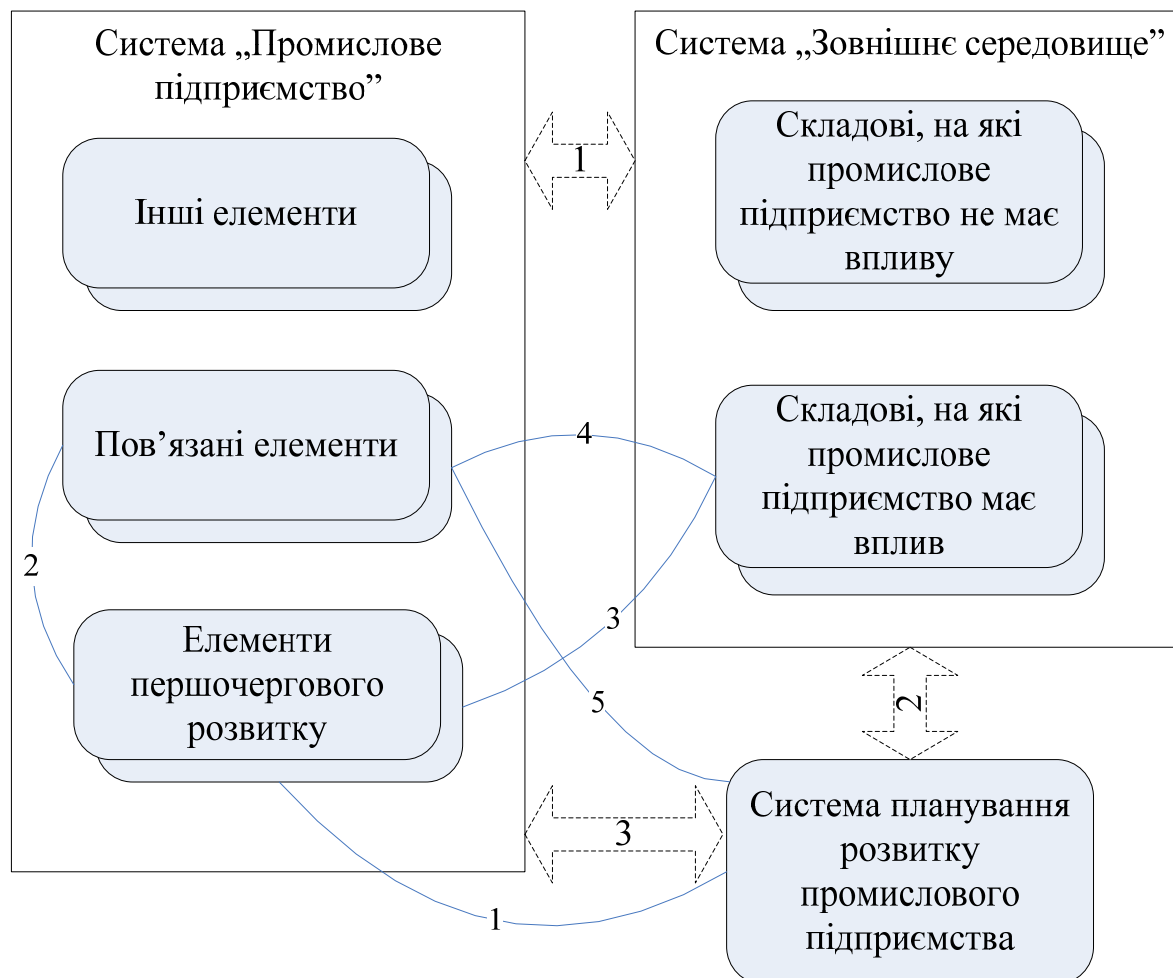 Система „Промислове
підприємство”
Інші елементи
Пов’язані елементи
Елементи
першочергового
розвитку
Система „Зовнішнє середовище”
Складові, на які
промислове
підприємство не має
впливу
Складові, на які
промислове
підприємство має
вплив
Система планування
розвитку
промислового
підприємства
1
4
2
3
5
2
3
1